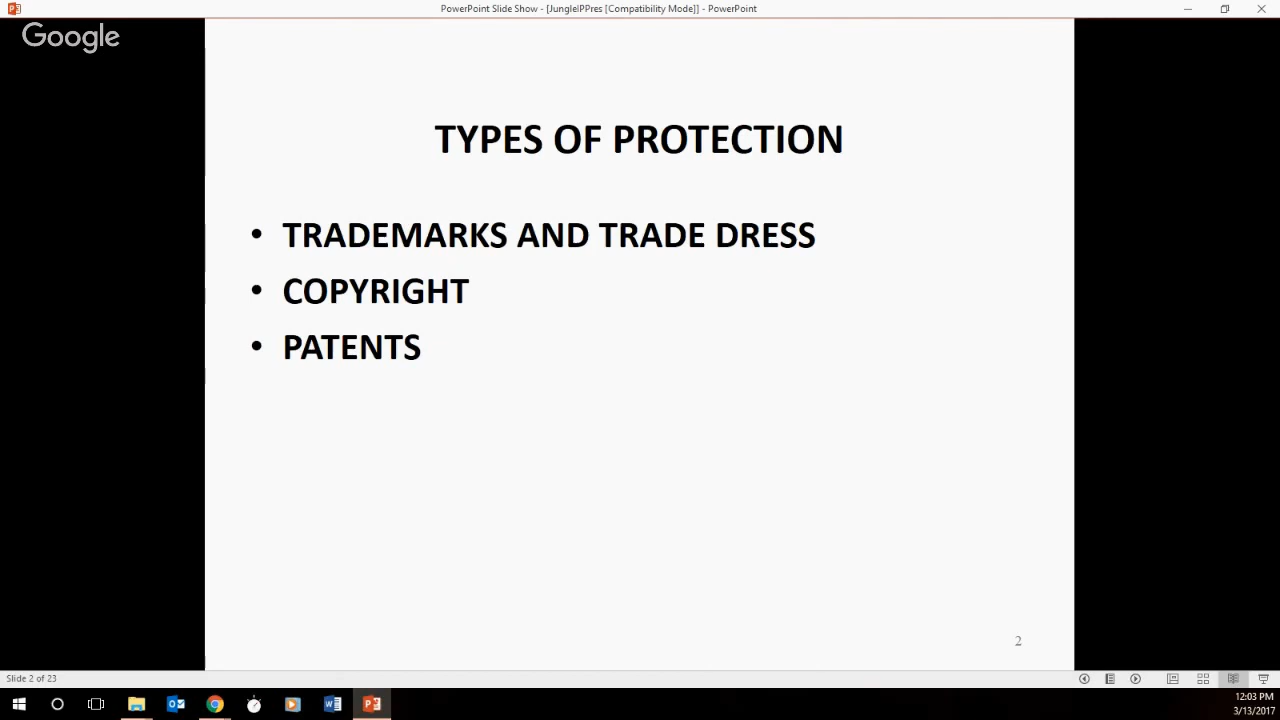 PowerPoint Slide Show - [JungleIPPres [Compatibility Mode]] - PowerPoint
Google
TYPES OF PROTECTION
• TRADEMARKS AND TRADE DRESS
• COPYRIGHT
• PATENTS
2
Slide 2 of 23
12:03 PM
3/13/2017